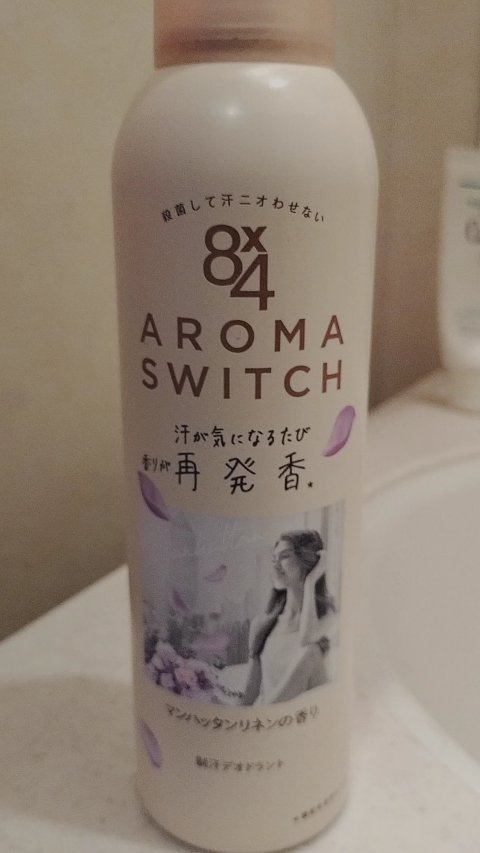 殺菌して汗ニオわせない
8x4
AROMA
SWITCH
汗が気になるたび
香りが再発香.*
マンハッタンリネンの香り
制汗デオドラント